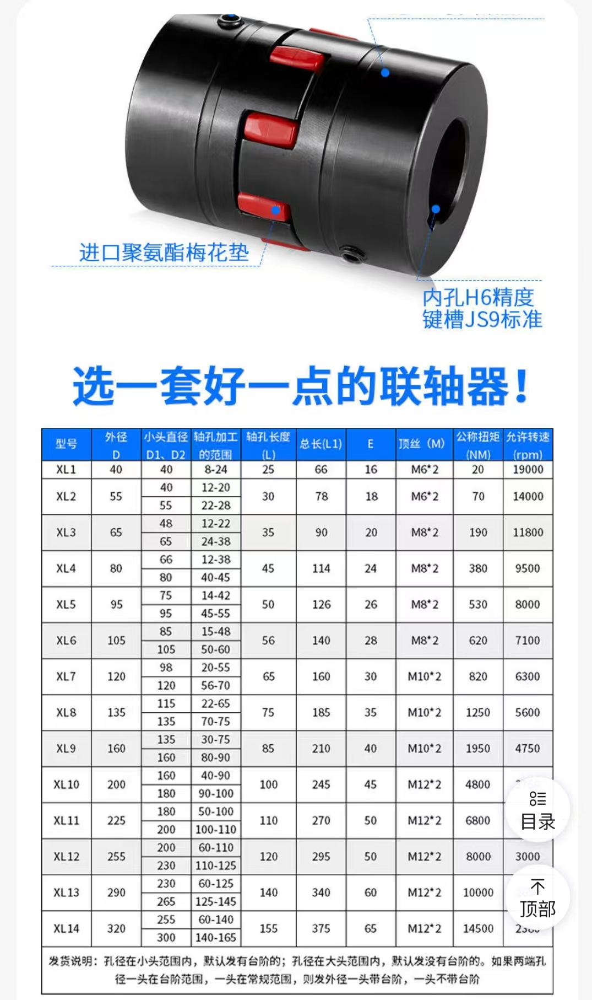 进口聚氨酯梅花垫
内孔H6精度
键槽JS9标准
选一套好一点的联轴器！
型号 外径 D 小头直径 D1、D2 轴孔加工的范围 轴孔长度 (L) 总长(L1) E 顶丝（M） 公称扭矩 (NM) 允许转速 (rpm)
XL1 40 40 8-24 25 66 16 M6*2 20 19000
XL2 55 40 12-20 30 78 18 M6*2 70 14000
55 22-28
XL3 65 48 12-22 35 90 20 M8*2 190 11800
65 24-38
XL4 80 66 12-38 45 114 24 M8*2 380 9500
80 40-45
XL5 95 75 14-42 50 126 26 M8*2 530 8000
95 45-55
XL6 105 85 15-48 56 140 28 M8*2 620 7100
105 50-60
XL7 120 98 20-55 65 160 30 M10*2 820 6300
120 56-70
XL8 135 115 22-65 75 185 35 M10*2 1250 5600
135 70-75
XL9 160 135 30-75 85 210 40 M10*2 1950 4750
160 80-90
XL10 200 160 40-90 100 245 45 M12*2 4800
180 90-100
XL11 225 180 50-100 110 270 50 M12*2 6800
200 100-110
XL12 255 200 60-110 120 295 50 M12*2 8000 3000
230 110-125
XL13 290 230 60-125 140 340 60 M12*2 10000
265 125-145
XL14 320 255 60-140 155 375 65 M12*2 14500
300 140-165
目录
顶部
发货说明：孔径在小头范围内，默认发有台阶的；孔径在大头范围内，默认发没有台阶的。如果两端孔
径一头在台阶范围，一头在常规范围，则发外径一头带台阶，一头不带台阶